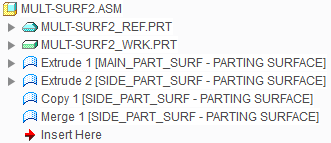 MULT-SURF2.ASM
MULT-SURF2_REF.PRT
MULT-SURF2_WRK.PRT
Extrude 1 [MAIN_PART_SURF - PARTING SURFACE]
Extrude 2 [SIDE_PART_SURF - PARTING SURFACE]
Copy 1 [SIDE_PART_SURF - PARTING SURFACE]
Merge 1 [SIDE_PART_SURF - PARTING SURFACE]
Insert Here